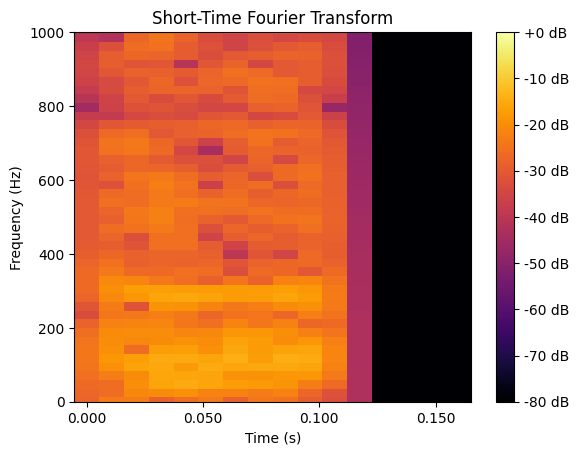 Short-Time Fourier Transform
1000
800
600
400
200
0
Frequency (Hz)
0.000
0.050
0.100
0.150
Time (s)
+0 dB
-10 dB
-20 dB
-30 dB
-40 dB
-50 dB
-60 dB
-70 dB
-80 dB